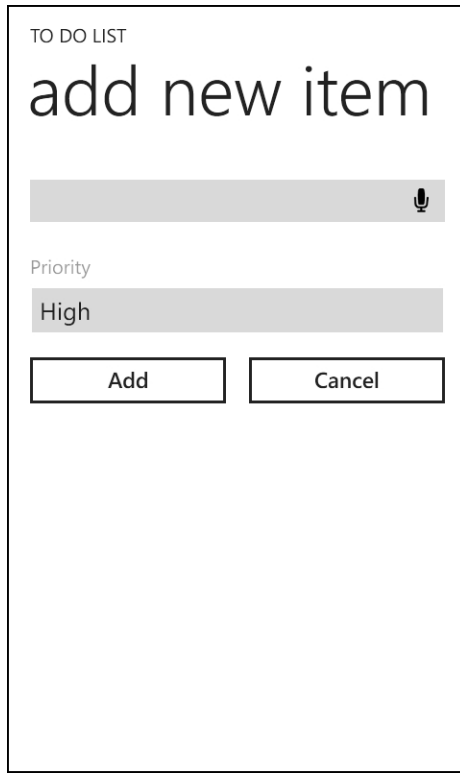 TO DO LIST
add new item
Priority
High
Add Cancel